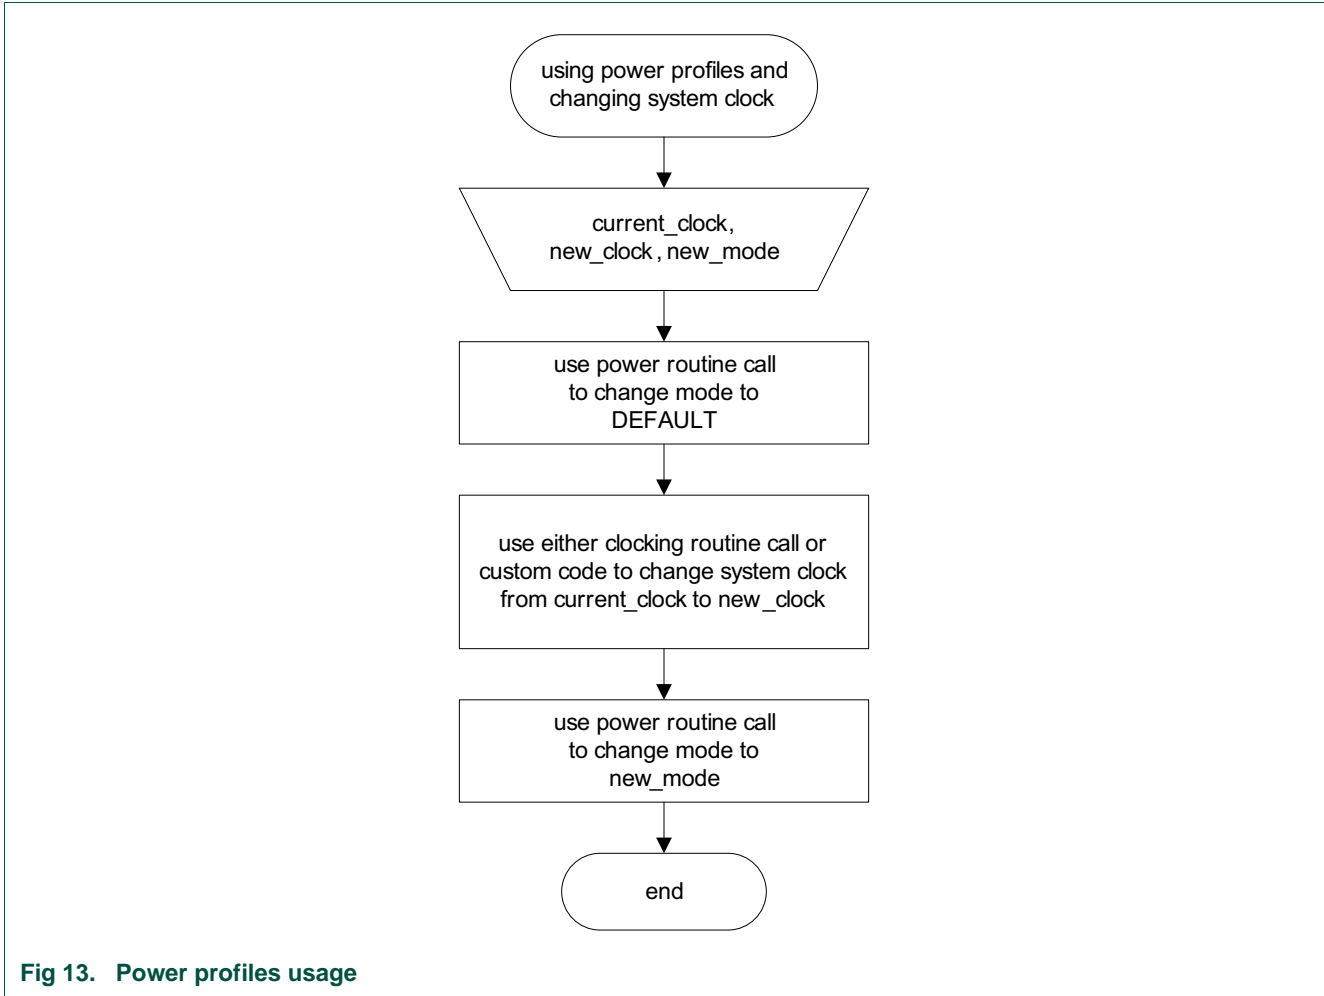 using power profiles and
changing system clock
current_clock,
new_clock, new_mode
use power routine call
to change mode to
DEFAULT
use either clocking routine call or
custom code to change system clock
from current_clock to new_clock
use power routine call
to change mode to
new_mode
end
Fig 13. Power profiles usage